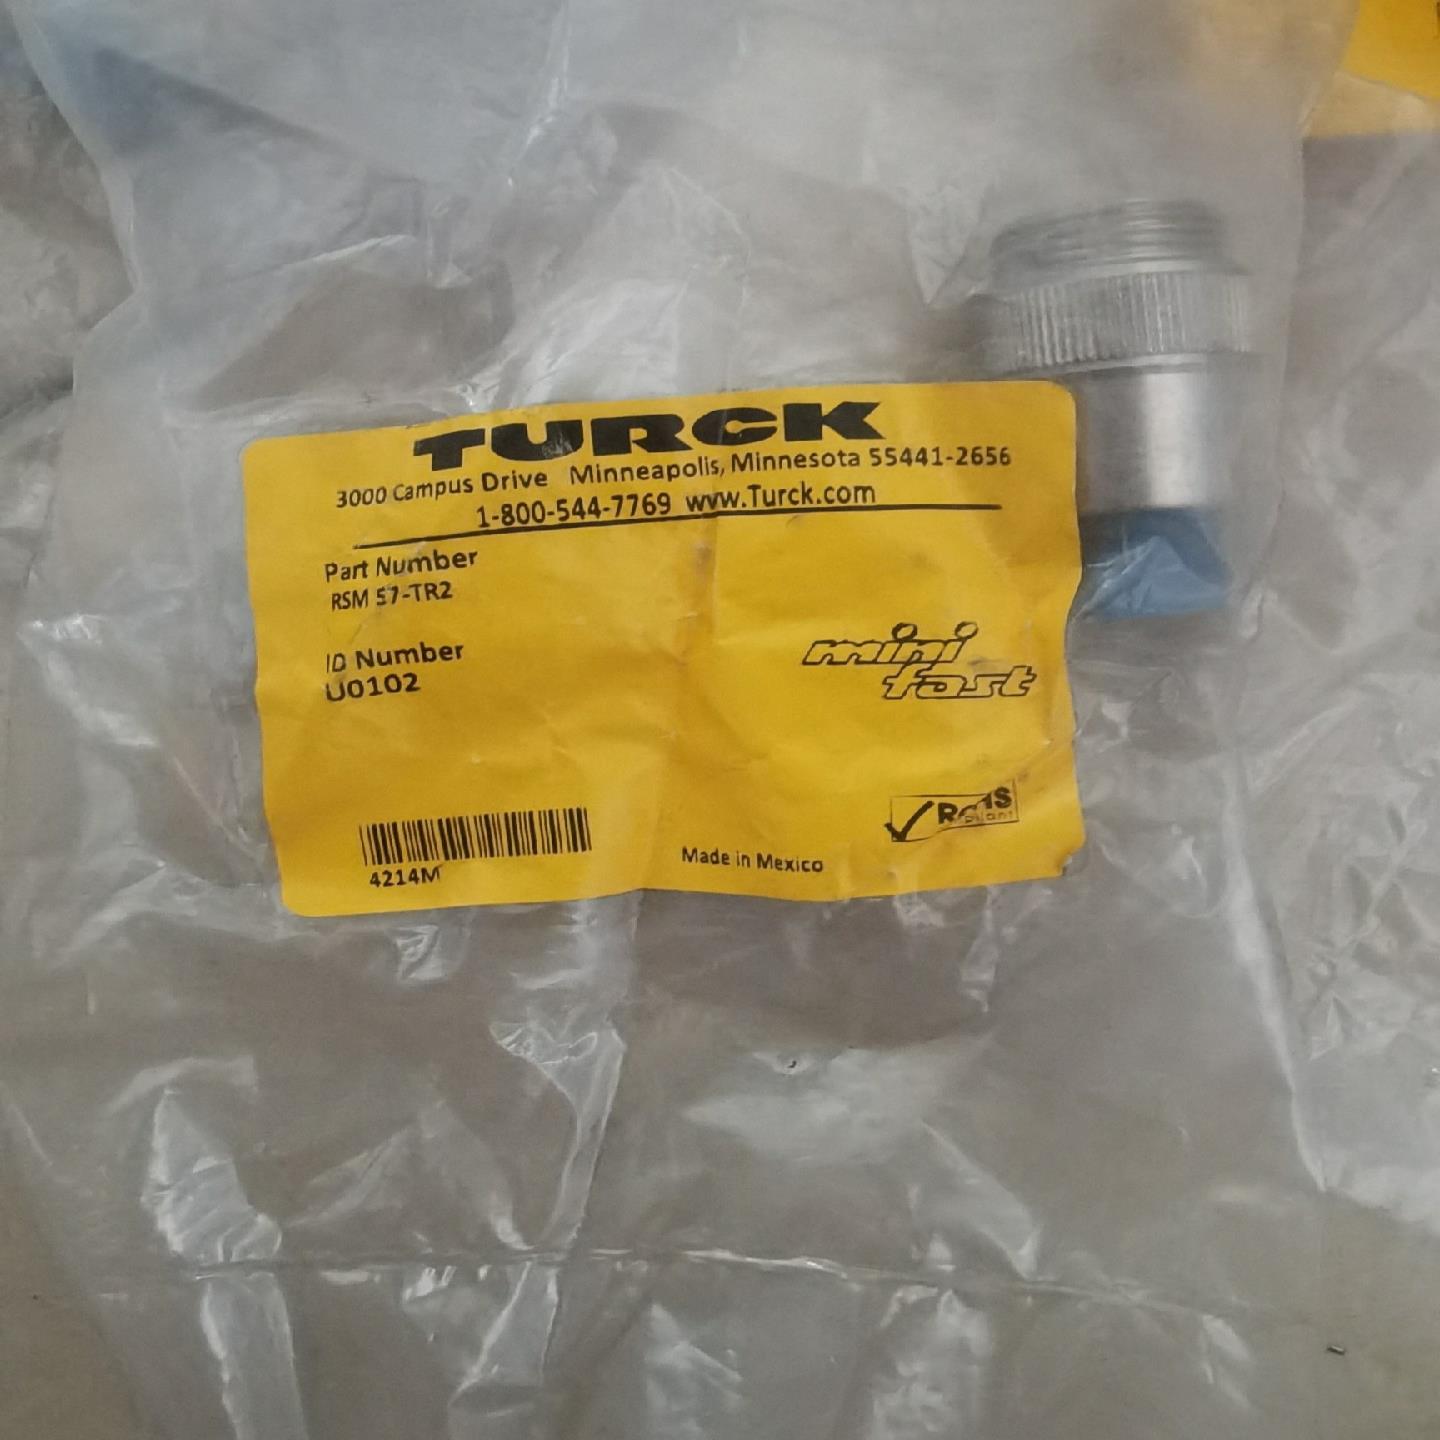 TURCK
3000 Campus Drive Minneapolis, Minnesota 55441-2656
1-800-544-7769 www.Turck.com
Part Number
RSM 57-TR2
ID Number
U0102
mini
fast
RoHS
4214M
Made in Mexico